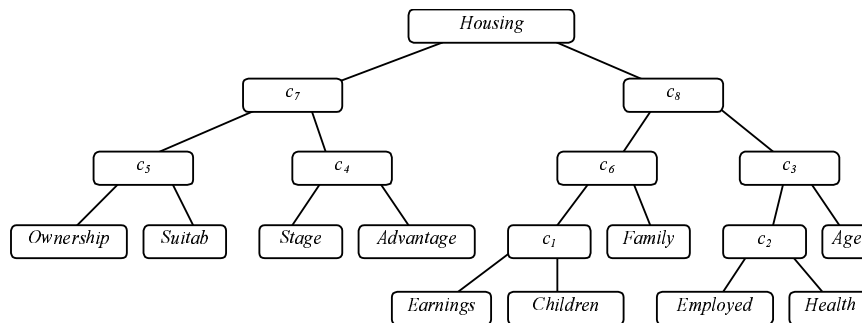 Housing
c₇
c₈
c₅
c₄
c₆
c₃
Ownership
Suitab
Stage
Advantage
c₁
Family
c₂
Age
Earnings
Children
Employed
Health